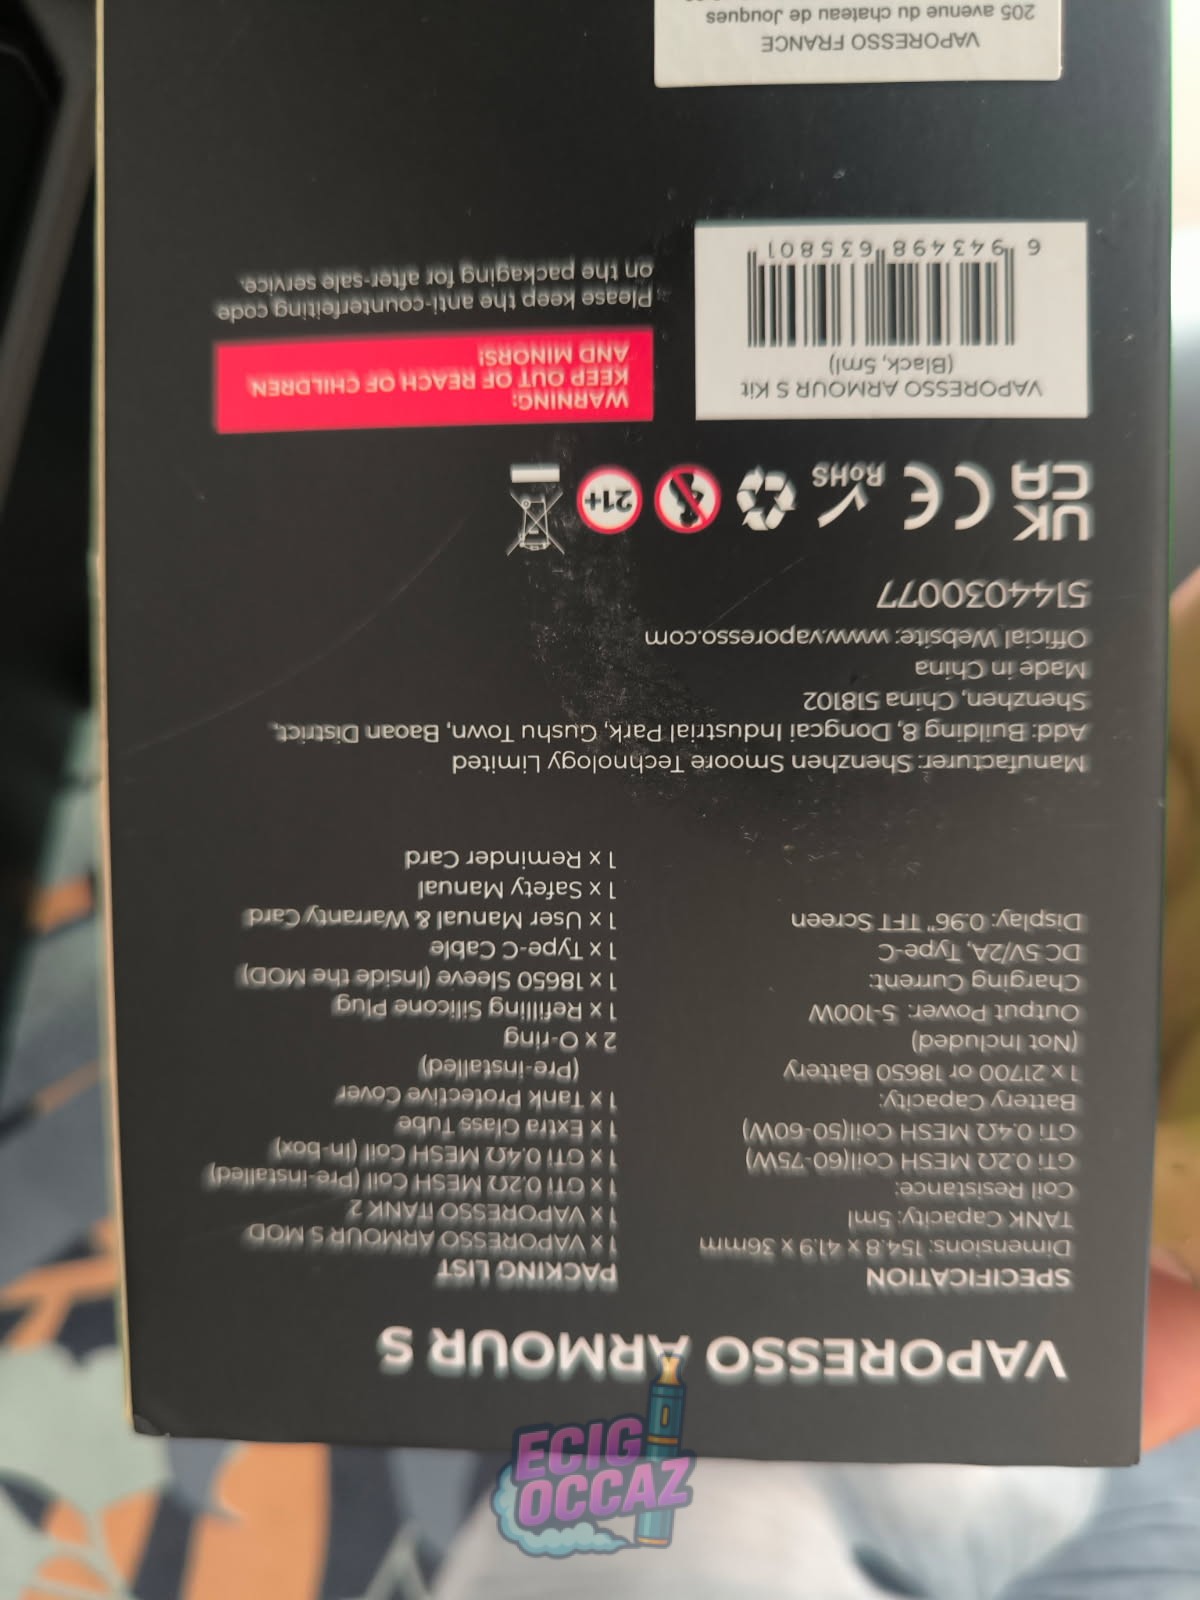 VAPORESSO ARMOUR S
SPECIFICATION
Dimensions: 154.8 x 41.9 x 36mm
TANK Capacity: 5ml
Coil Resistance:
GTi 0.2Ω MESH Coil(60-75W)
GTi 0.4Ω MESH Coil(50-60W)
Battery Capacity:
1 x 21700 or 18650 Battery
(Not Included)
Output Power: 5-100W
Charging Current:
DC 5V/2A, Type-C
Display: 0.96" TFT Screen
PACKING LIST
1 x VAPORESSO ARMOUR S MOD
1 x VAPORESSO iTANK 2
1 x GTi 0.2Ω MESH Coil (Pre-installed)
1 x GTi 0.4Ω MESH Coil (In-box)
1 x Extra Glass Tube
1 x Tank Protective Cover
(Pre-installed)
2 x O-ring
1 x Refilling Silicone Plug
1 x 18650 Sleeve (Inside the MOD)
1 x Type-C Cable
1 x User Manual & Warranty Card
1 x Safety Manual
1 x Reminder Card
Manufacturer: Shenzhen Smoore Technology Limited
Add: Building 8, Dongcai Industrial Park, Gushu Town, Baoan District,
Shenzhen, China 518102
Made in China
Official Website: www.vaporesso.com
5144030077
UK
CA
CE
RoHS
21+
VAPORESSO ARMOUR S Kit
(Black, 5ml)
6 943498 635801
WARNING:
KEEP OUT OF REACH OF CHILDREN
AND MINORS!
Please keep the anti-counterfeiting code
on the packaging for after-sale service.
VAPORESSO FRANCE
205 avenue du chateau de Jouques
ECIG
OCCAZ